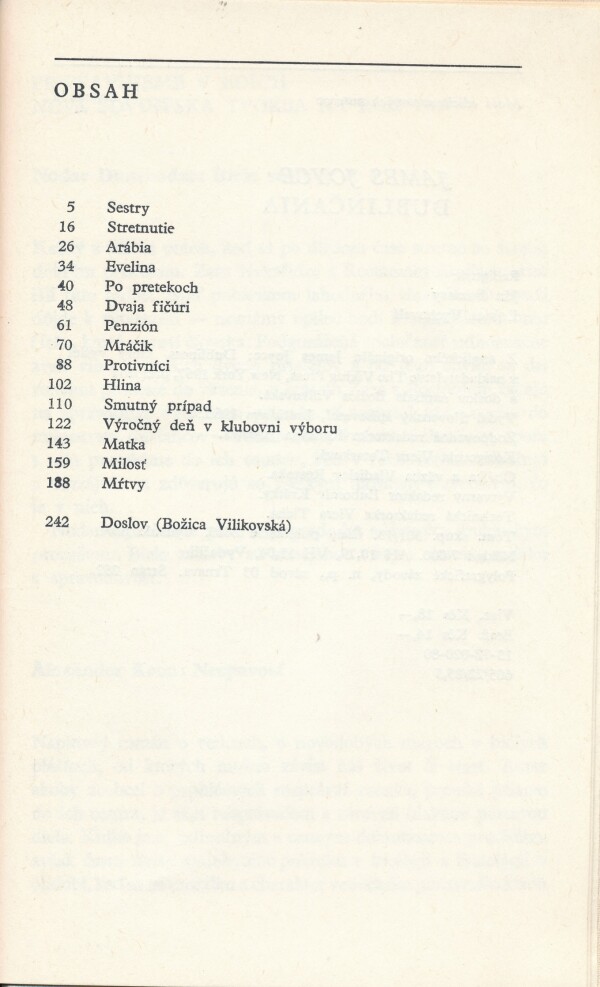 OBSAH
5 Sestry
16 Stretnutie
26 Arábia
34 Evelina
40 Po pretekoch
48 Dvaja fičúri
61 Penzión
70 Mráčik
88 Protivníci
102 Hlina
110 Smutný prípad
122 Výročný deň v klubovni výboru
143 Matka
159 Milosť
188 Mŕtvy
242 Doslov (Božica Vilikovská)